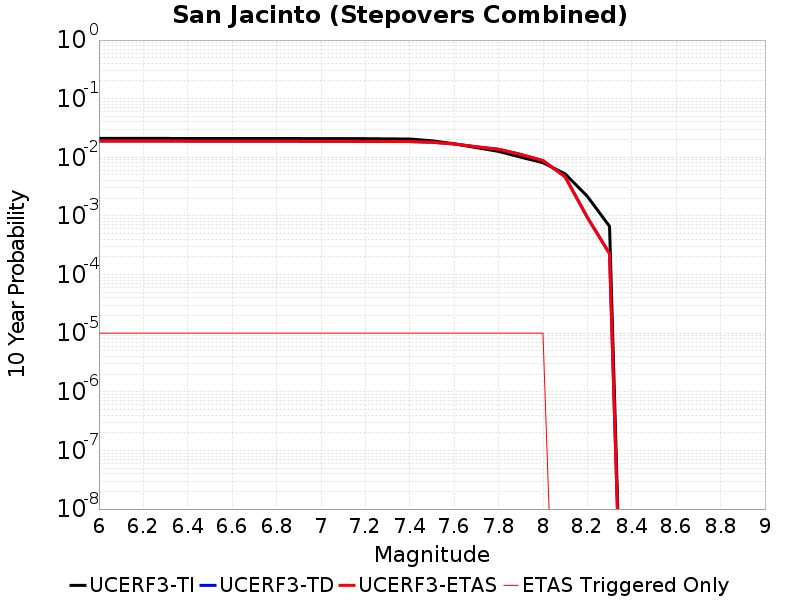 San Jacinto (Stepovers Combined)
10 Year Probability
10^0
10^-1
10^-2
10^-3
10^-4
10^-5
10^-6
10^-7
10^-8
6 6.2 6.4 6.6 6.8 7 7.2 7.4 7.6 7.8 8 8.2 8.4 8.6 8.8 9
Magnitude
UCERF3-TI UCERF3-TD UCERF3-ETAS ETAS Triggered Only